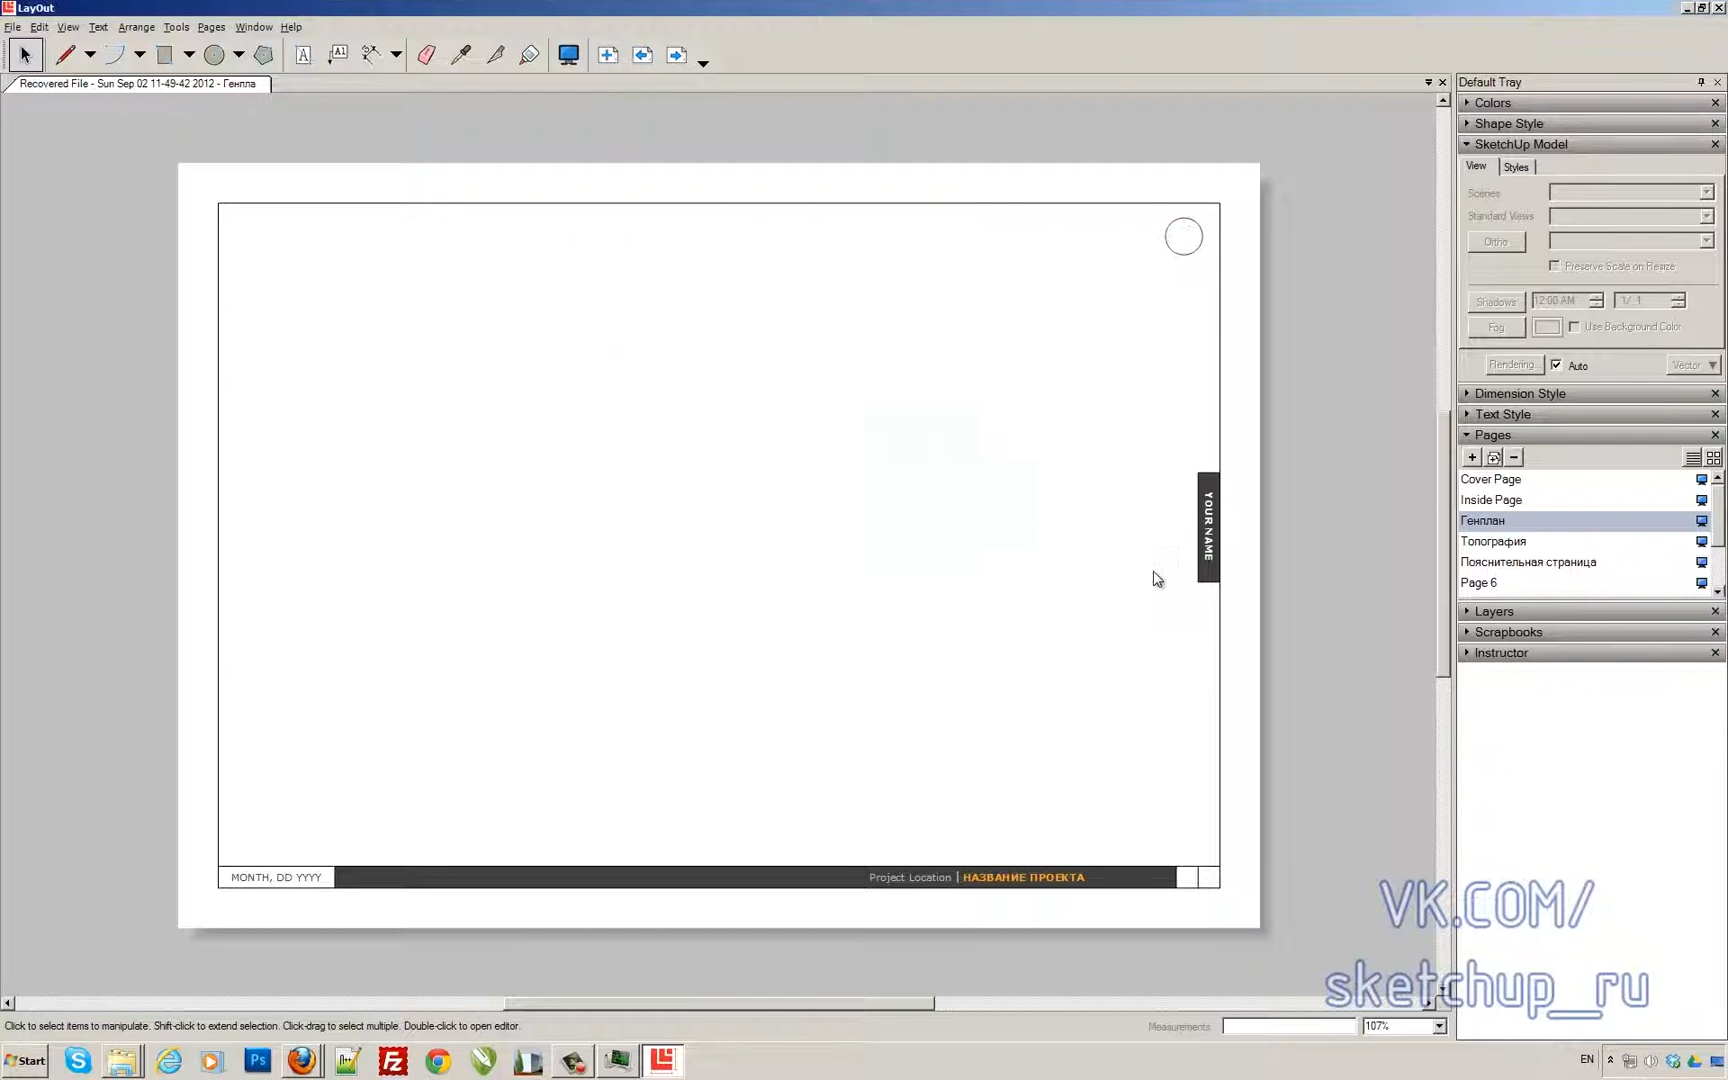 LayOut
File Edit View Text Arrange Tools Pages Window Help
Recovered File - Sun Sep 02 11-49-42 2012 - Генпла
YOUR NAME
MONTH, DD YYYY
Project Location | НАЗВАНИЕ ПРОЕКТА
Default Tray
Colors
Shape Style
SketchUp Model
View Styles
Scenes
Standard Views
Ortho
Preserve Scale on Resize
Shadows 12:00 AM 1/ 1
Fog Use Background Color
Rendering... Auto Vector
Dimension Style
Text Style
Pages
Cover Page
Inside Page
Генплан
Топография
Пояснительная страница
Page 6
Layers
Scrapbooks
Instructor
VK.COM/
sketchup_ru
Click to select items to manipulate. Shift-click to extend selection. Click-drag to select multiple. Double-click to open editor.
Measurements 107%
Start
Ps
EN